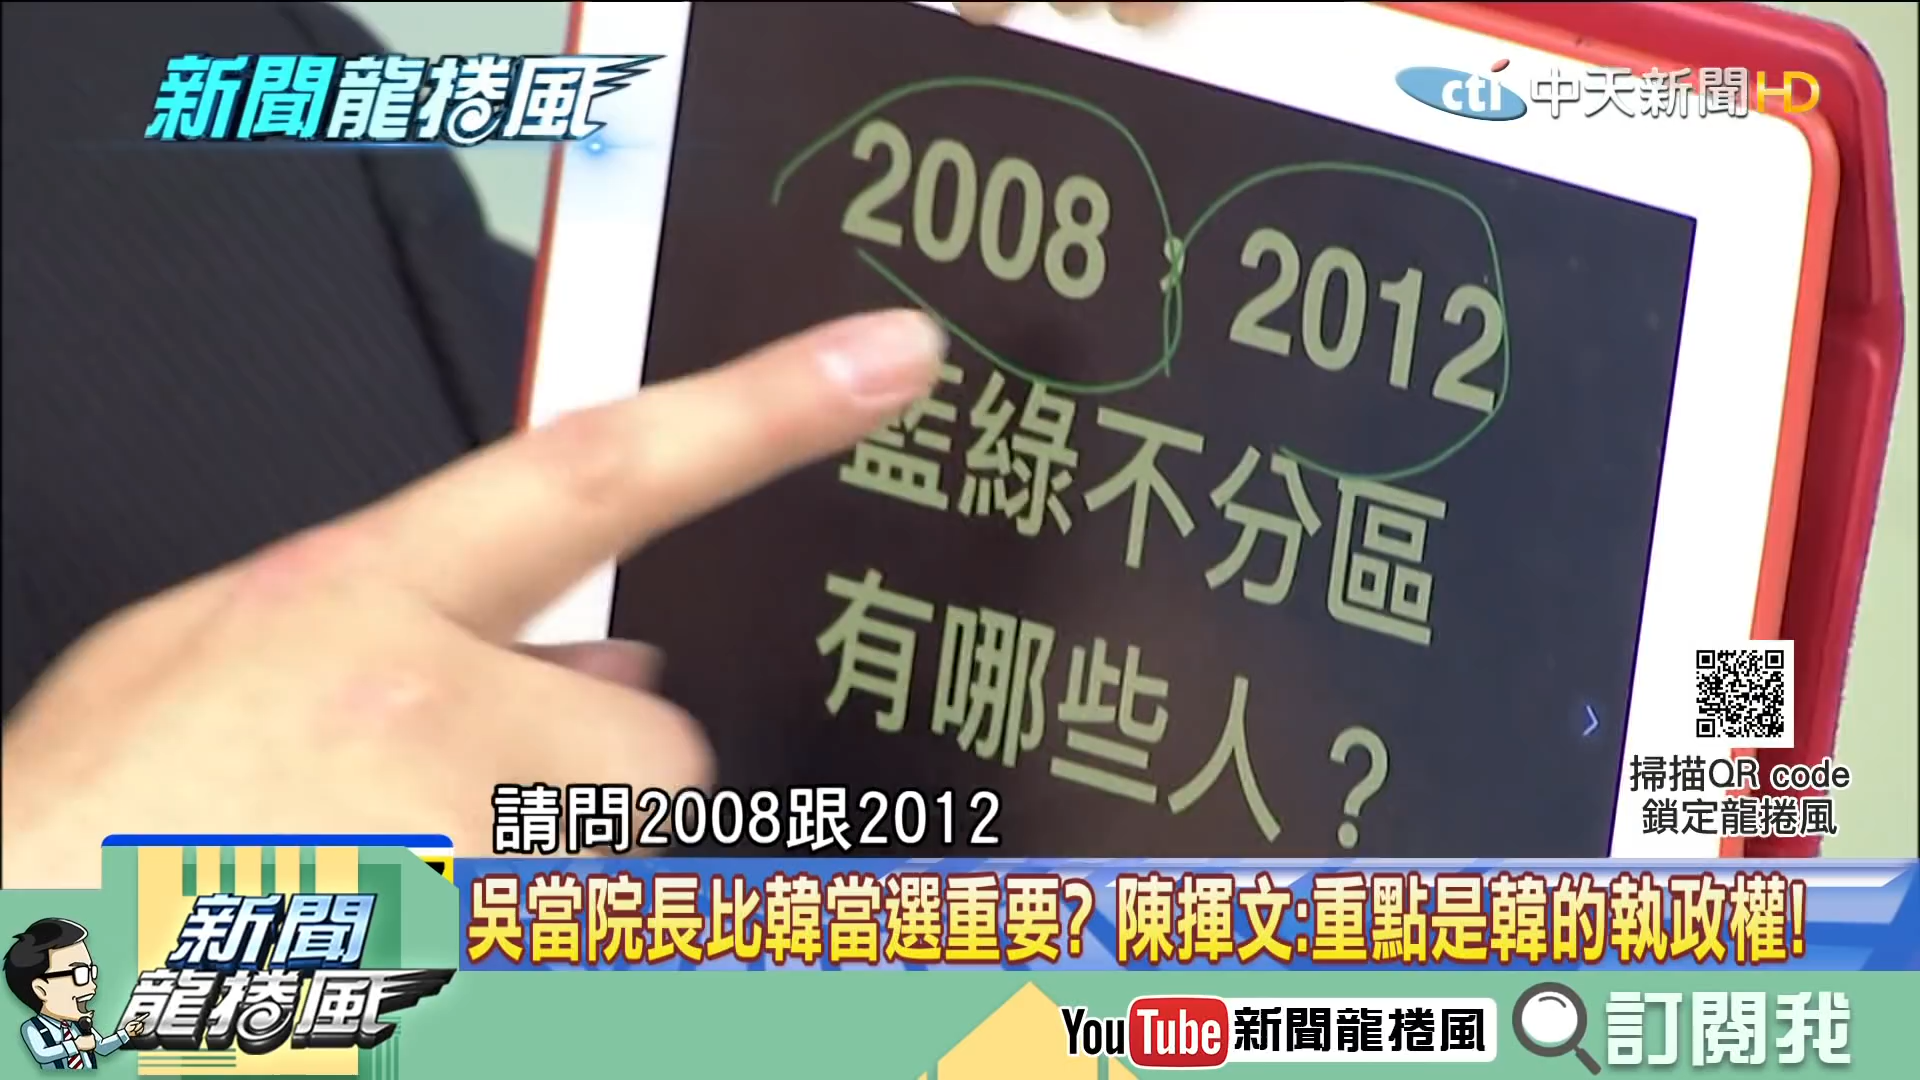 新聞龍捲風
cti 中天新聞HD
2008，2012
藍綠不分區
有哪些人？
掃描QR code
鎖定龍捲風
請問2008跟2012
吳當院長比韓當選重要? 陳揮文:重點是韓的執政權!
新聞
龍捲風
YouTube 新聞龍捲風
訂閱我